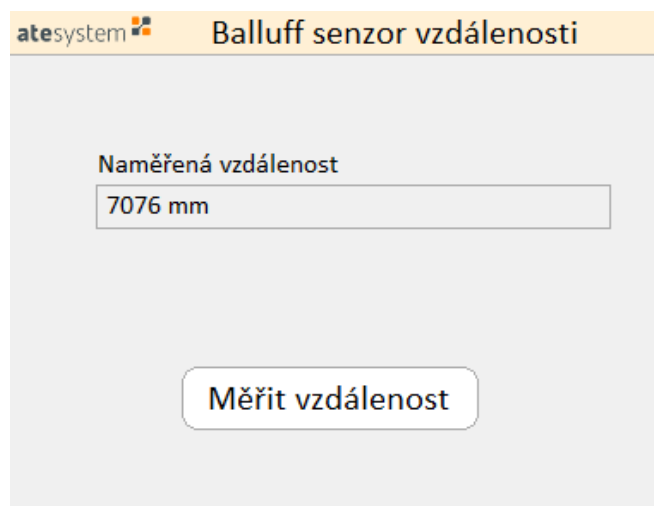 atesystem
Balluff senzor vzdálenosti
Naměřená vzdálenost
7076 mm
Měřit vzdálenost